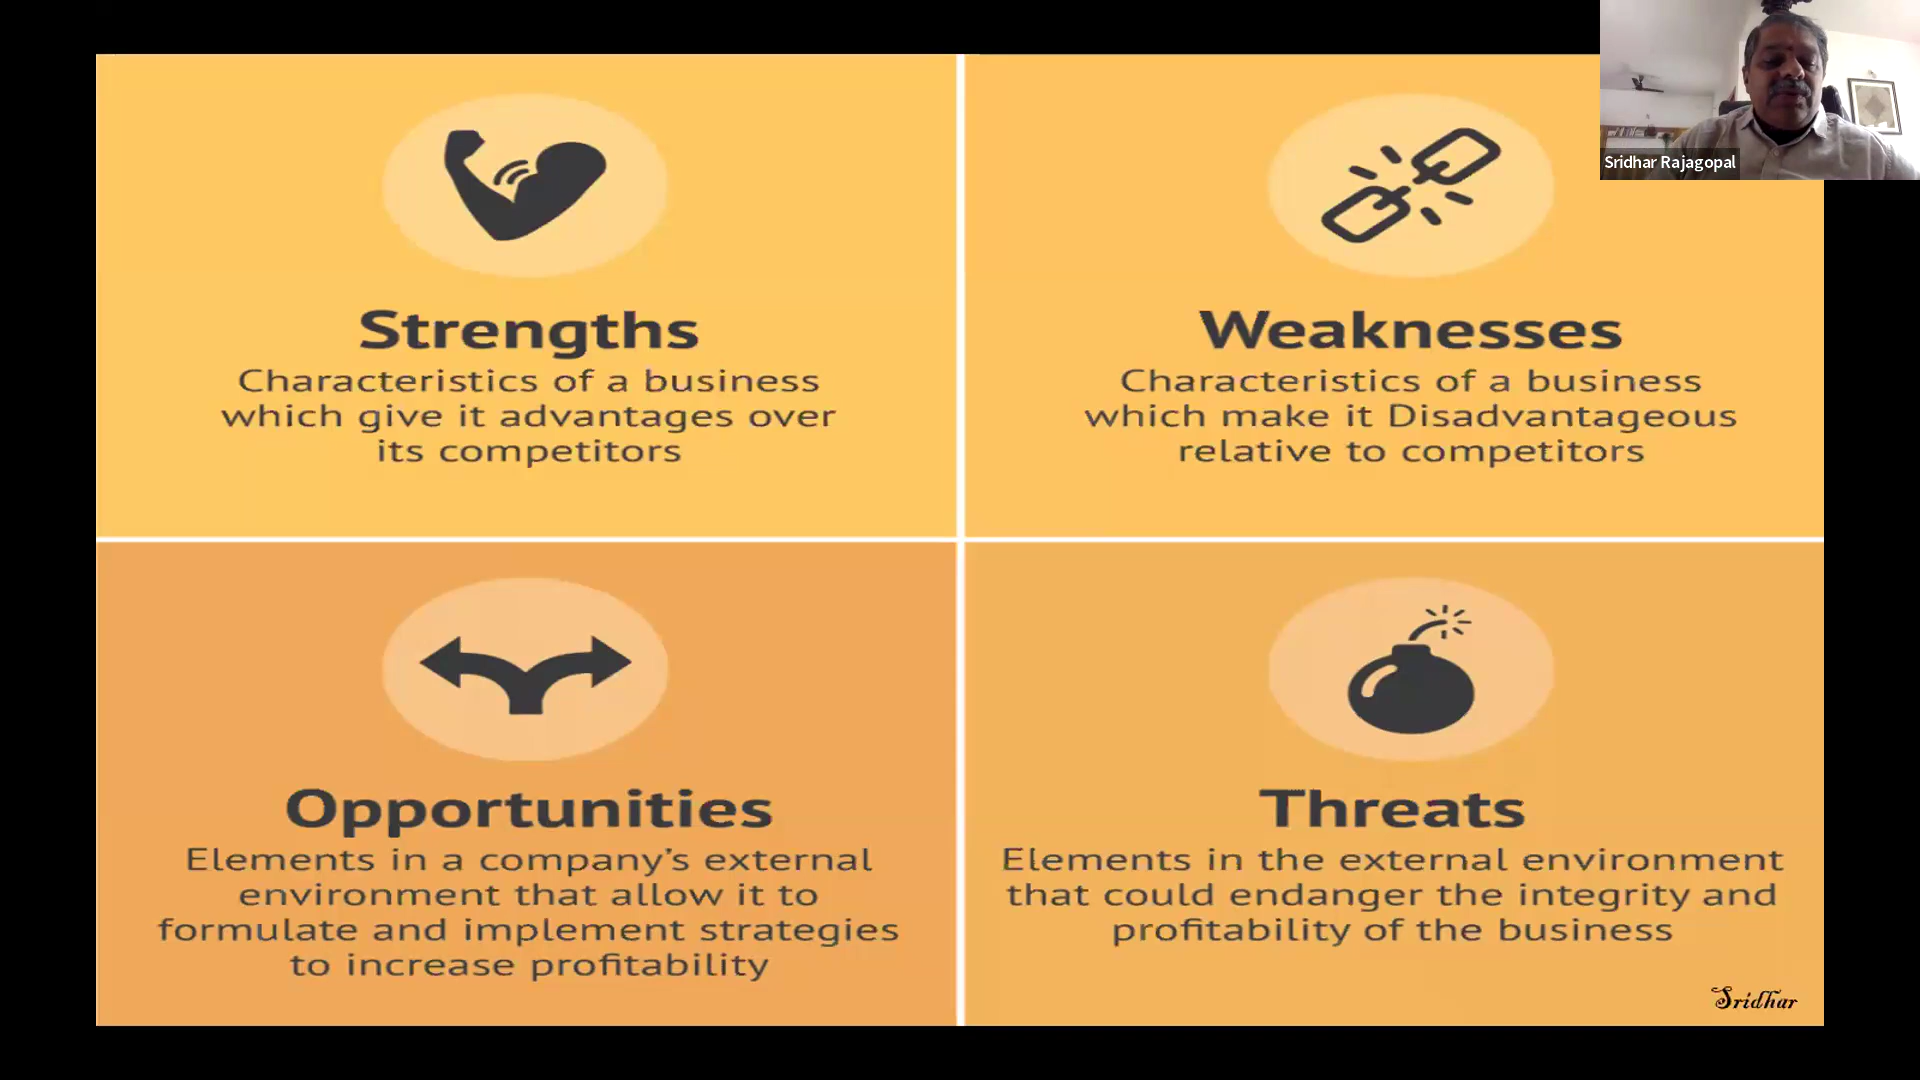 Sridhar Rajagopal
Strengths
Characteristics of a business
which give it advantages over
its competitors
Weaknesses
Characteristics of a business
which make it Disadvantageous
relative to competitors
Opportunities
Elements in a company’s external
environment that allow it to
formulate and implement strategies
to increase profitability
Threats
Elements in the external environment
that could endanger the integrity and
profitability of the business
Sridhar